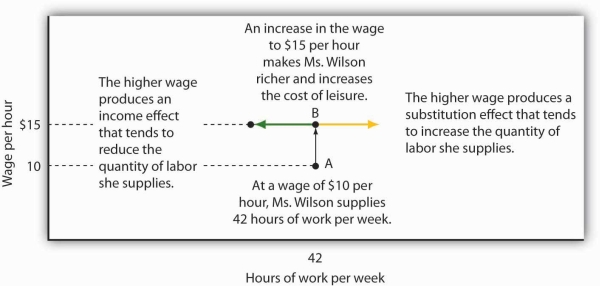 An increase in the wage
to $15 per hour
makes Ms. Wilson
richer and increases
the cost of leisure.
The higher wage
produces an
income effect
that tends to
reduce the
quantity of labor
she supplies.
The higher wage produces a
substitution effect that tends
to increase the quantity of
labor she supplies.
Wage per hour
$15
B
10
A
At a wage of $10 per
hour, Ms. Wilson supplies
42 hours of work per week.
42
Hours of work per week